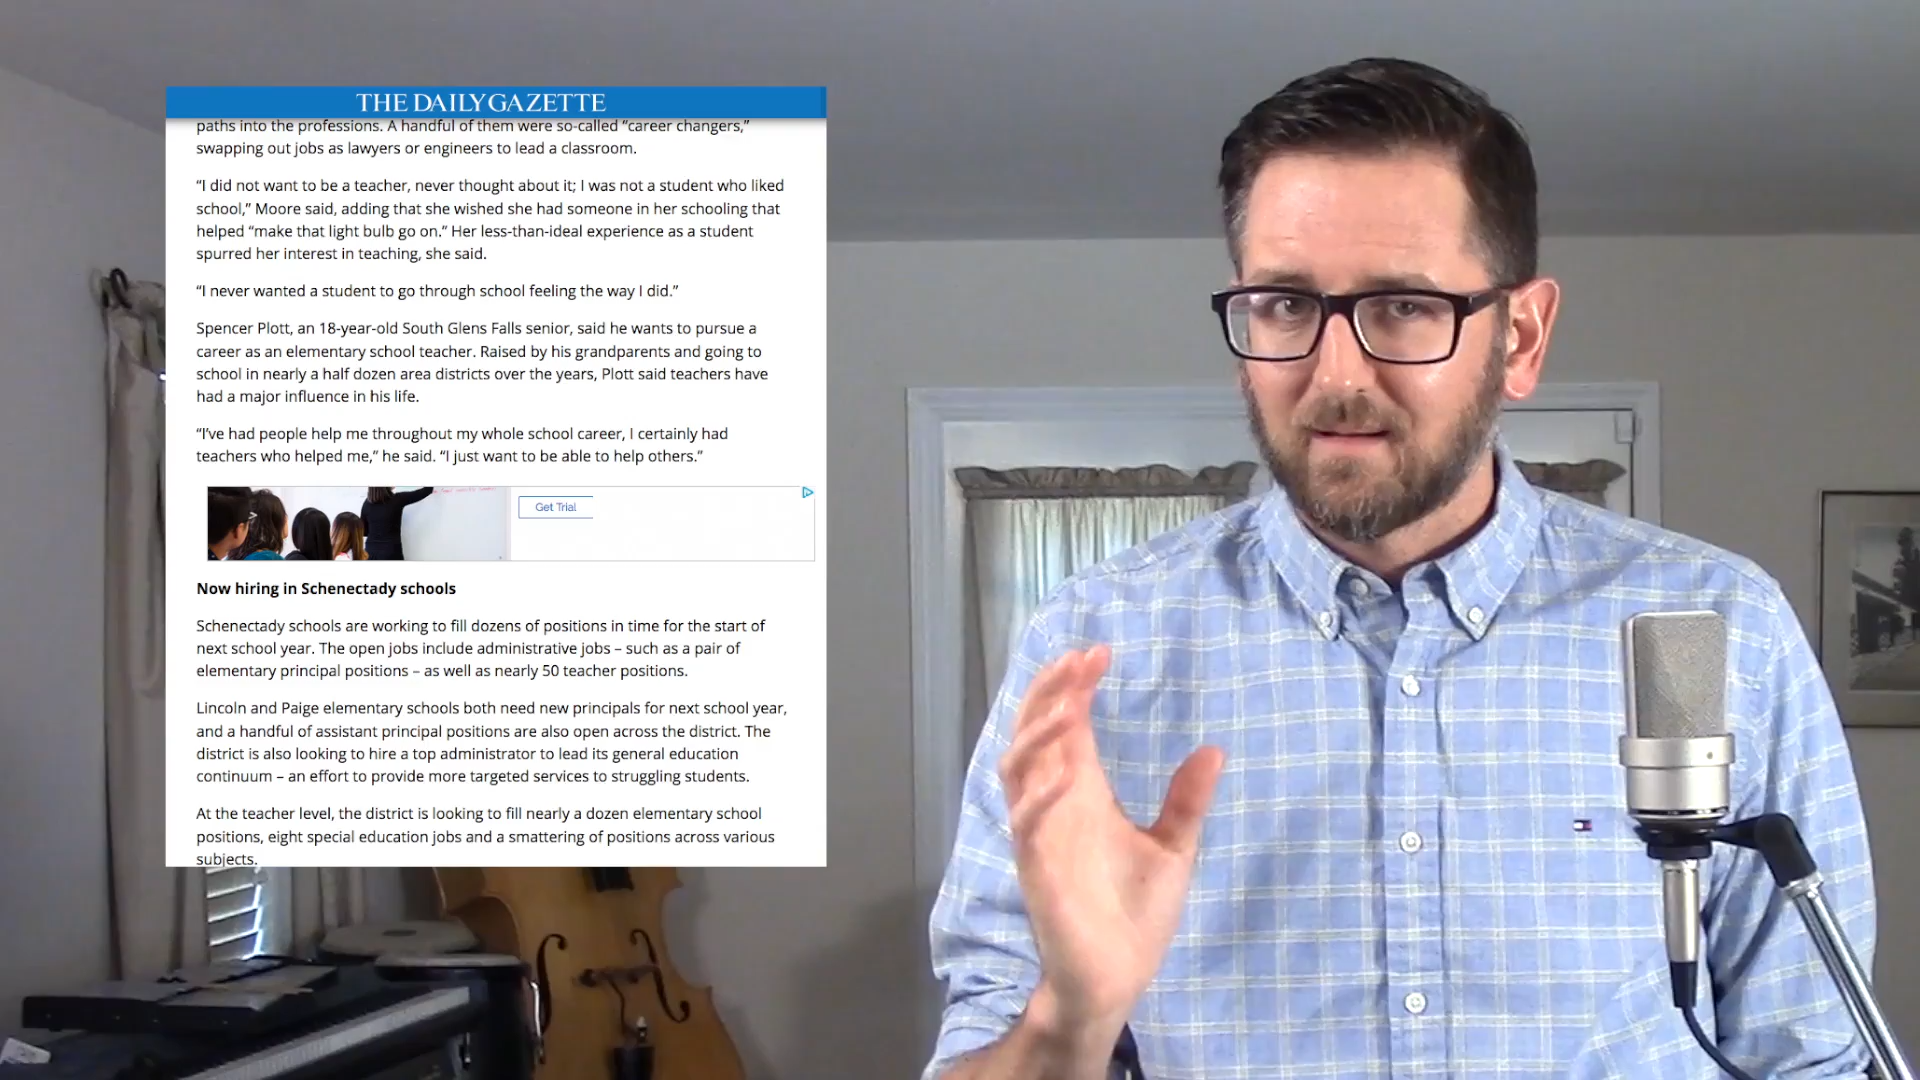 THE DAILY GAZETTE
paths into the professions. A handful of them were so-called “career changers,”
swapping out jobs as lawyers or engineers to lead a classroom.
“I did not want to be a teacher, never thought about it; I was not a student who liked
school,” Moore said, adding that she wished she had someone in her schooling that
helped “make that light bulb go on.” Her less-than-ideal experience as a student
spurred her interest in teaching, she said.
“I never wanted a student to go through school feeling the way I did.”
Spencer Plott, an 18-year-old South Glens Falls senior, said he wants to pursue a
career as an elementary school teacher. Raised by his grandparents and going to
school in nearly a half dozen area districts over the years, Plott said teachers have
had a major influence in his life.
“I’ve had people help me throughout my whole school career, I certainly had
teachers who helped me,” he said. “I just want to be able to help others.”
Get Trial
Now hiring in Schenectady schools
Schenectady schools are working to fill dozens of positions in time for the start of
next school year. The open jobs include administrative jobs – such as a pair of
elementary principal positions – as well as nearly 50 teacher positions.
Lincoln and Paige elementary schools both need new principals for next school year,
and a handful of assistant principal positions are also open across the district. The
district is also looking to hire a top administrator to lead its general education
continuum – an effort to provide more targeted services to struggling students.
At the teacher level, the district is looking to fill nearly a dozen elementary school
positions, eight special education jobs and a smattering of positions across various
subjects.